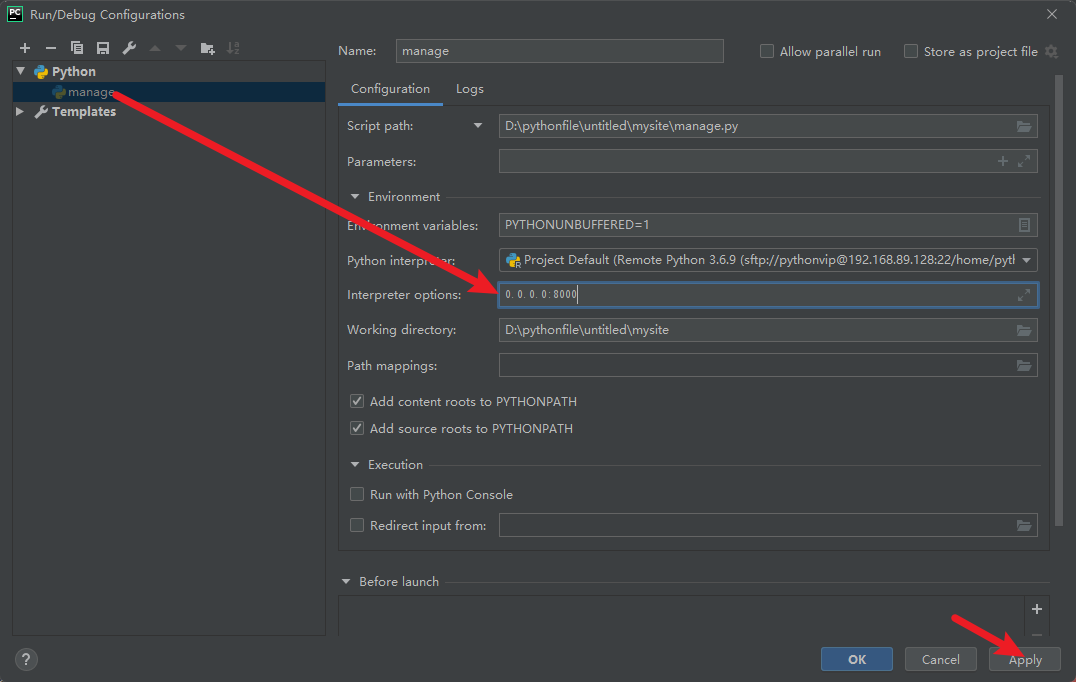 PC Run/Debug Configurations
Name: manage Allow parallel run Store as project file
Python
manage
Templates
Configuration Logs
Script path: D:\pythonfile\untitled\mysite\manage.py
Parameters:
Environment
Environment variables: PYTHONUNBUFFERED=1
Python interpreter: Project Default (Remote Python 3.6.9 (sftp://pythonvip@192.168.89.128:22/home/pyth
Interpreter options: 0.0.0.0:8000
Working directory: D:\pythonfile\untitled\mysite
Path mappings:
Add content roots to PYTHONPATH
Add source roots to PYTHONPATH
Execution
Run with Python Console
Redirect input from:
Before launch
? OK Cancel Apply